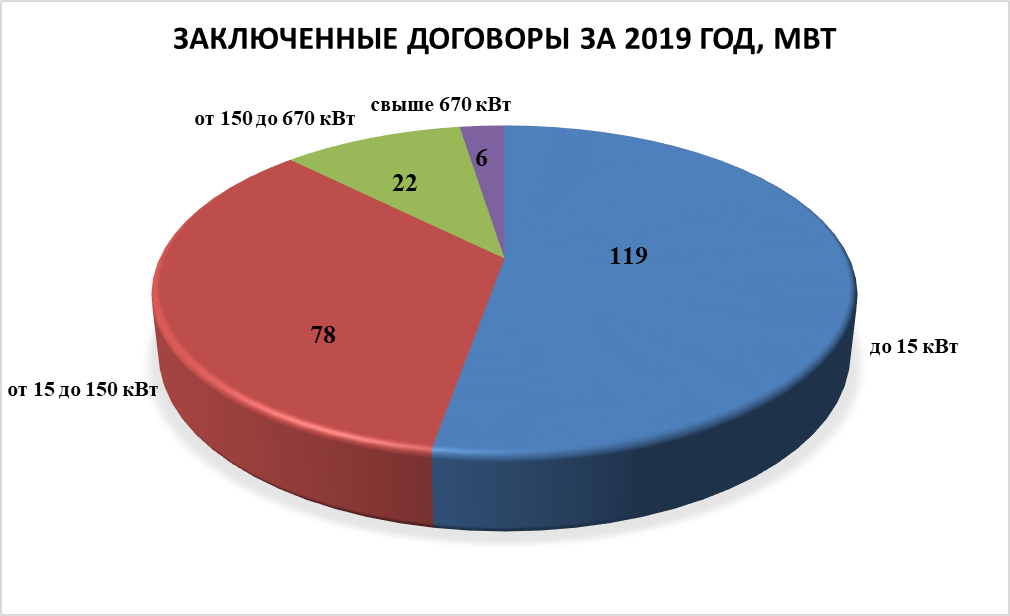 ЗАКЛЮЧЕННЫЕ ДОГОВОРЫ ЗА 2019 ГОД, МВТ
свыше 670 кВт
от 150 до 670 кВт
6
22
119
78
до 15 кВт
от 15 до 150 кВт